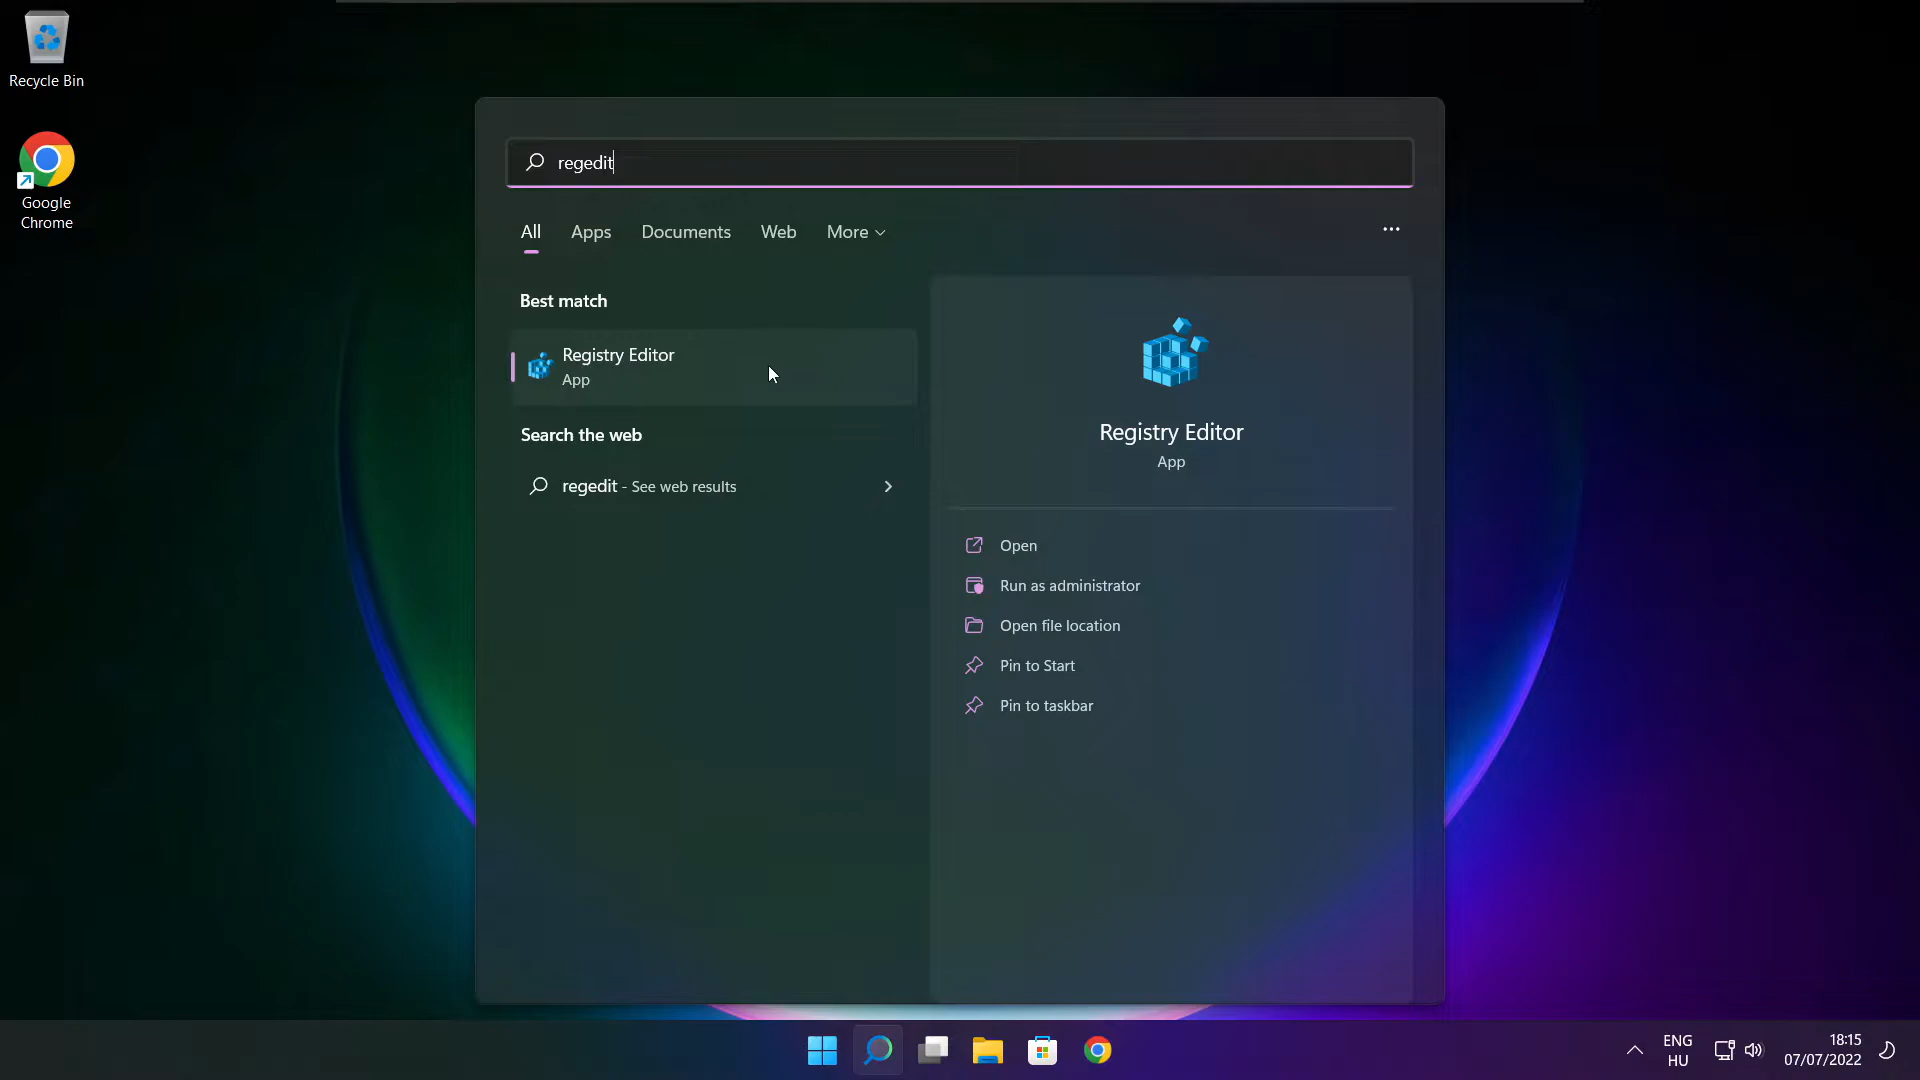 Recycle Bin
Google
Chrome
regedit
All Apps Documents Web More
Best match
Registry Editor
App
Search the web
regedit - See web results
Registry Editor
App
Open
Run as administrator
Open file location
Pin to Start
Pin to taskbar
ENG
HU
18:15
07/07/2022